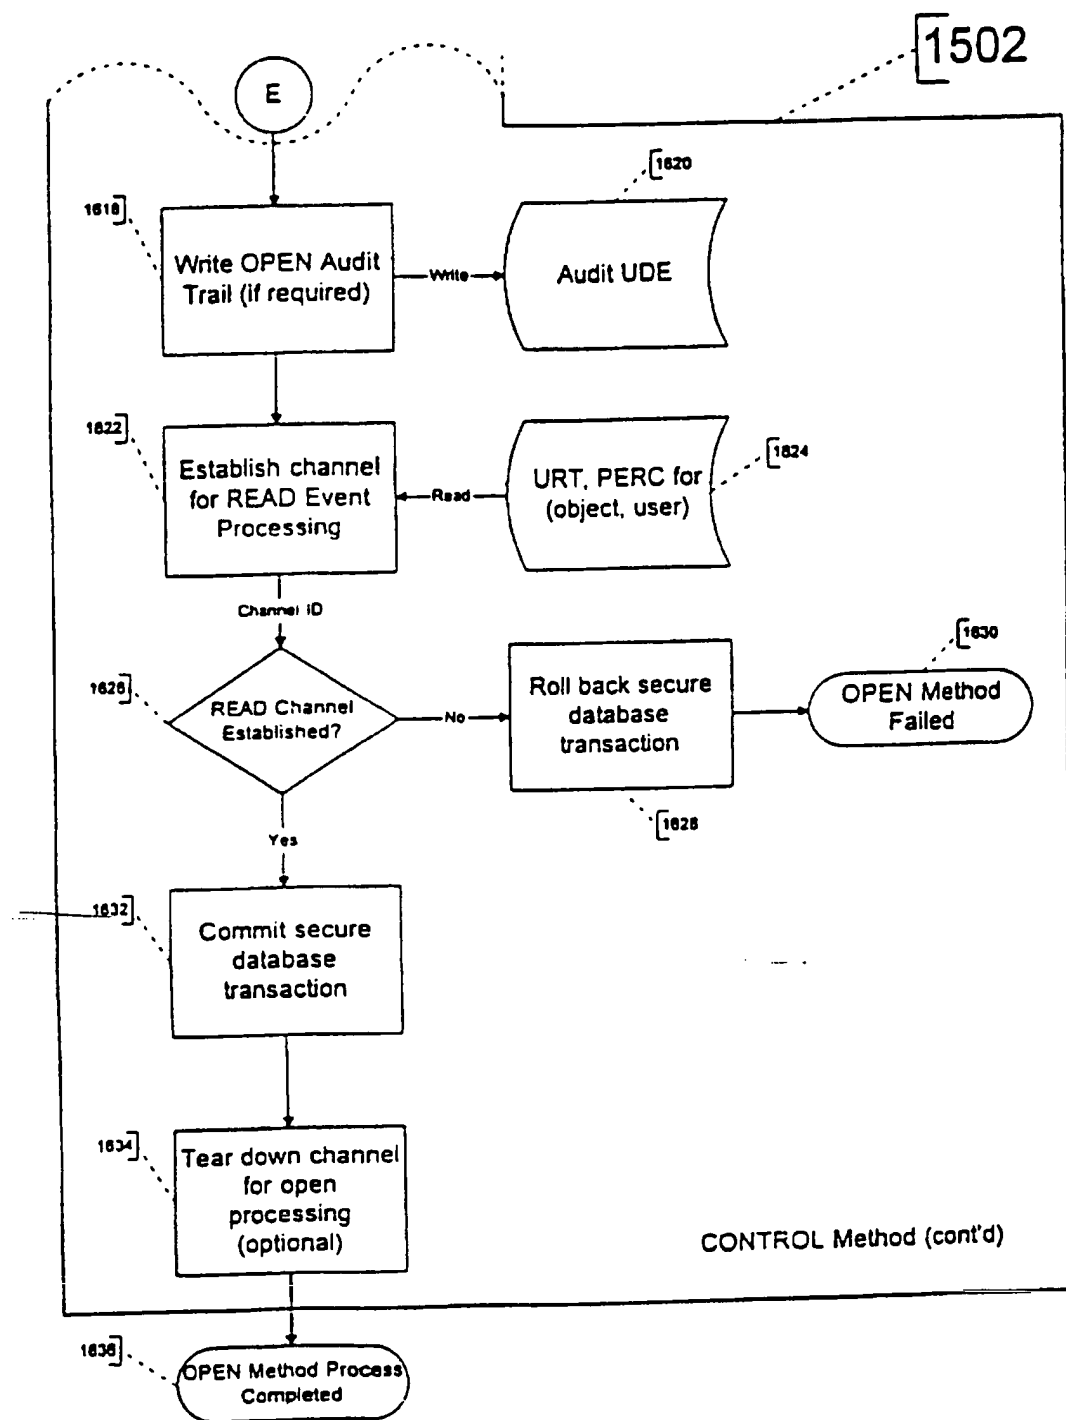 1502
E
1618
Write OPEN Audit
Trail (if required)
Write
1620
Audit UDE
1622
Establish channel
for READ Event
Processing
Read
URT, PERC for
(object, user)
1624
Channel ID
1626
READ Channel
Established?
No
Roll back secure
database
transaction
1628
1630
OPEN Method
Failed
Yes
1632
Commit secure
database
transaction
1634
Tear down channel
for open
processing
(optional)
CONTROL Method (cont'd)
1636
OPEN Method Process
Completed